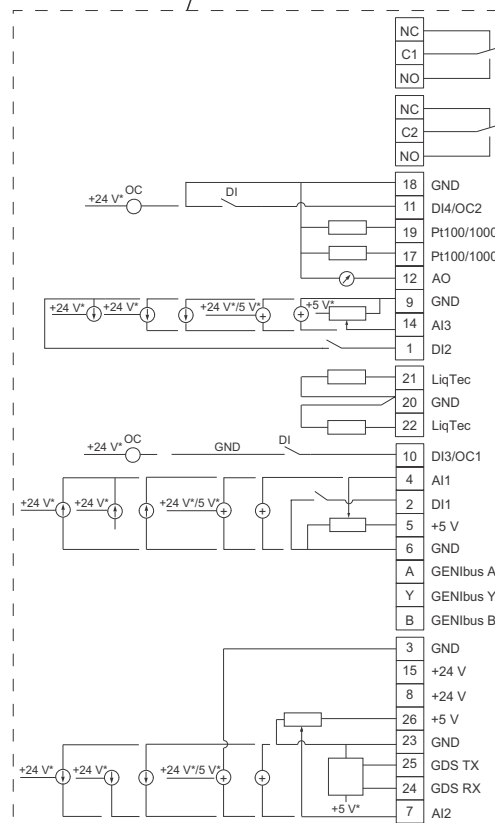 NC
C1
NO
NC
C2
NO
18 GND
+24 V* OC DI 11 DI4/OC2
19 Pt100/1000
17 Pt100/1000
12 AO
9 GND
+24 V* +24 V* +24 V*/5 V* +5 V*
14 AI3
1 DI2
21 LiqTec
20 GND
22 LiqTec
+24 V* OC GND DI 10 DI3/OC1
4 AI1
+24 V* +24 V* +24 V*/5 V* 2 DI1
5 +5 V
6 GND
A GENIbus A
Y GENIbus Y
B GENIbus B
3 GND
15 +24 V
8 +24 V
26 +5 V
23 GND
25 GDS TX
+24 V* +24 V* +24 V*/5 V* 24 GDS RX
+5 V* 7 AI2